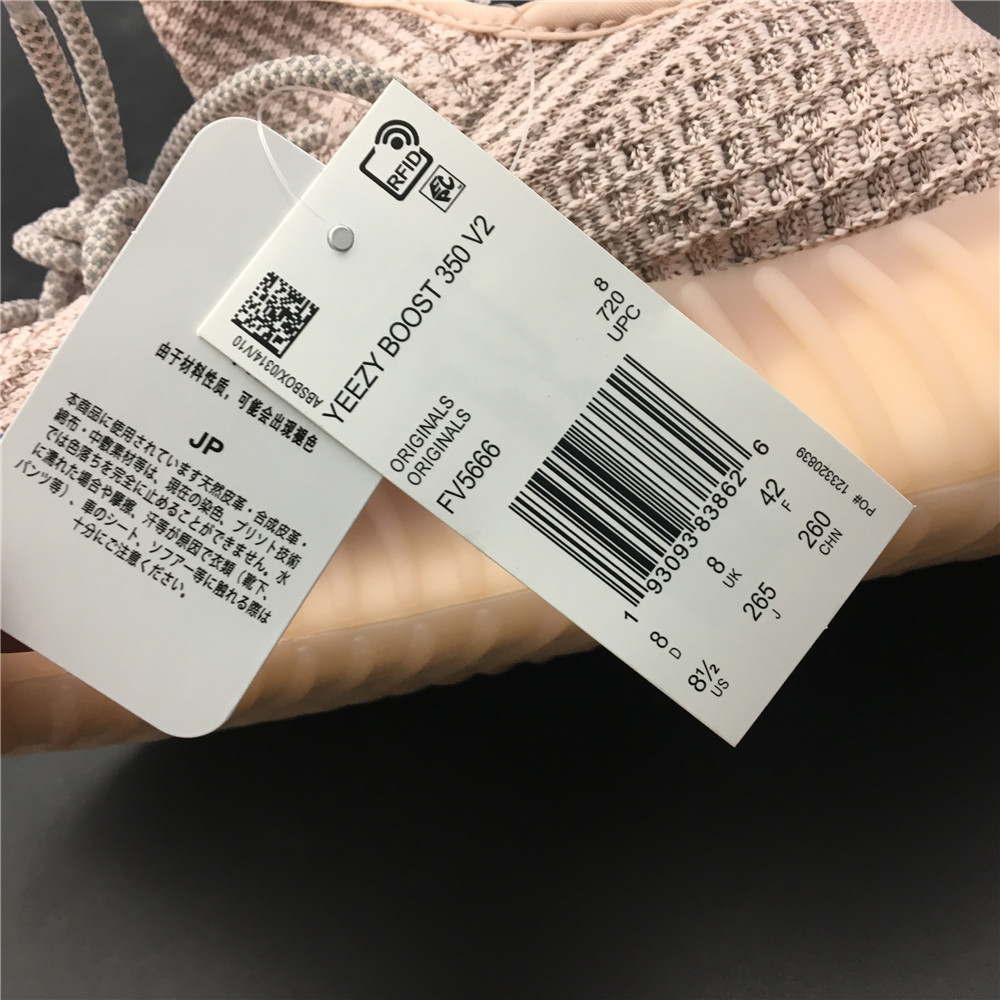 RFID
EPC
ABSBOX/0314/V10
YEEZY BOOST 350 V2
ORIGINALS
ORIGINALS
FV5666
8
720
UPC
1 93093 83862 6
8 D
8 UK
42 F
8½ US
265 J
260 CHN
PO# 123320839
由于材料性质，可能会出现褪色
JP
本商品に使用されています天然皮革・合成皮革・
綿布・中敷素材等は、現在の染色、プリント技術
では色落ちを完全に止めることができません。水
に濡れた場合や摩擦、汗等が原因で衣類（靴下、
パンツ等）、車のシート、ソフアー等に触れる際は
十分にご注意ください。